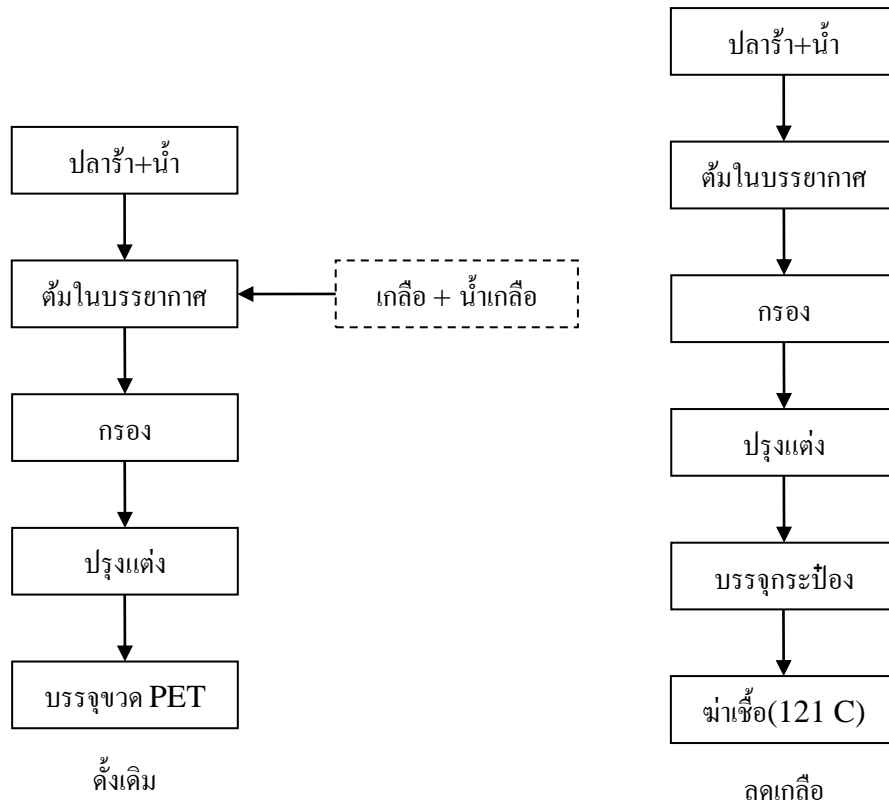 ปลาร้า+น้ำ
ต้มในบรรยากาศ
เกลือ + น้ำเกลือ
กรอง
ปรุงแต่ง
บรรจุขวด PET
ดั้งเดิม
ปลาร้า+น้ำ
ต้มในบรรยากาศ
กรอง
ปรุงแต่ง
บรรจุกระป๋อง
ฆ่าเชื้อ(121 C)
ลดเกลือ